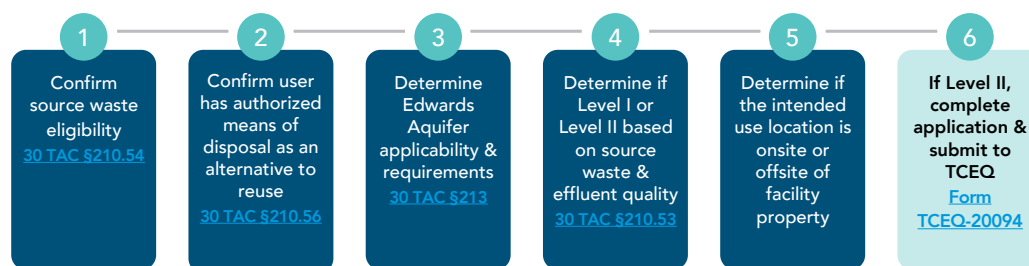 1
Confirm
source waste
eligibility
30 TAC §210.54
2
Confirm user
has authorized
means of
disposal as an
alternative to
reuse
30 TAC §210.56
3
Determine
Edwards
Aquifer
applicability &
requirements
30 TAC §213
4
Determine if
Level I or
Level II based
on source
waste &
effluent quality
30 TAC §210.53
5
Determine if
the intended
use location is
onsite or
offsite of
facility
property
6
If Level II,
complete
application &
submit to
TCEQ
Form
TCEQ-20094